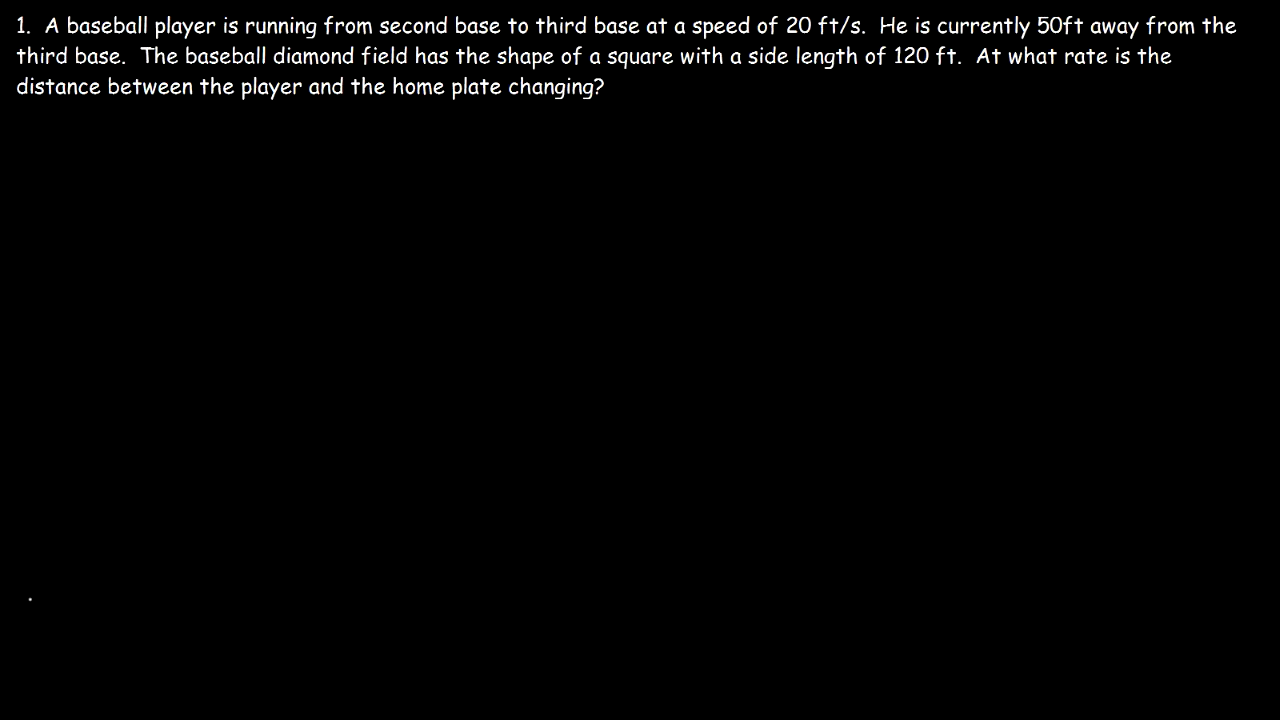 1.  A baseball player is running from second base to third base at a speed of 20 ft/s.  He is currently 50ft away from the
third base.  The baseball diamond field has the shape of a square with a side length of 120 ft.  At what rate is the
distance between the player and the home plate changing?